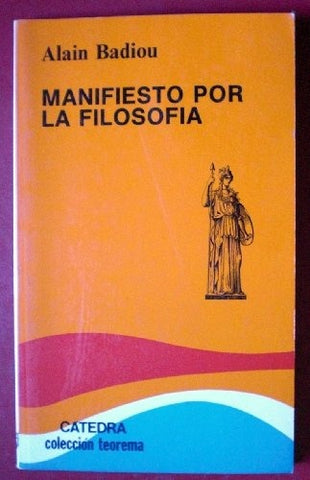 Alain Badiou
MANIFIESTO POR
LA FILOSOFIA
CATEDRA
colección teorema